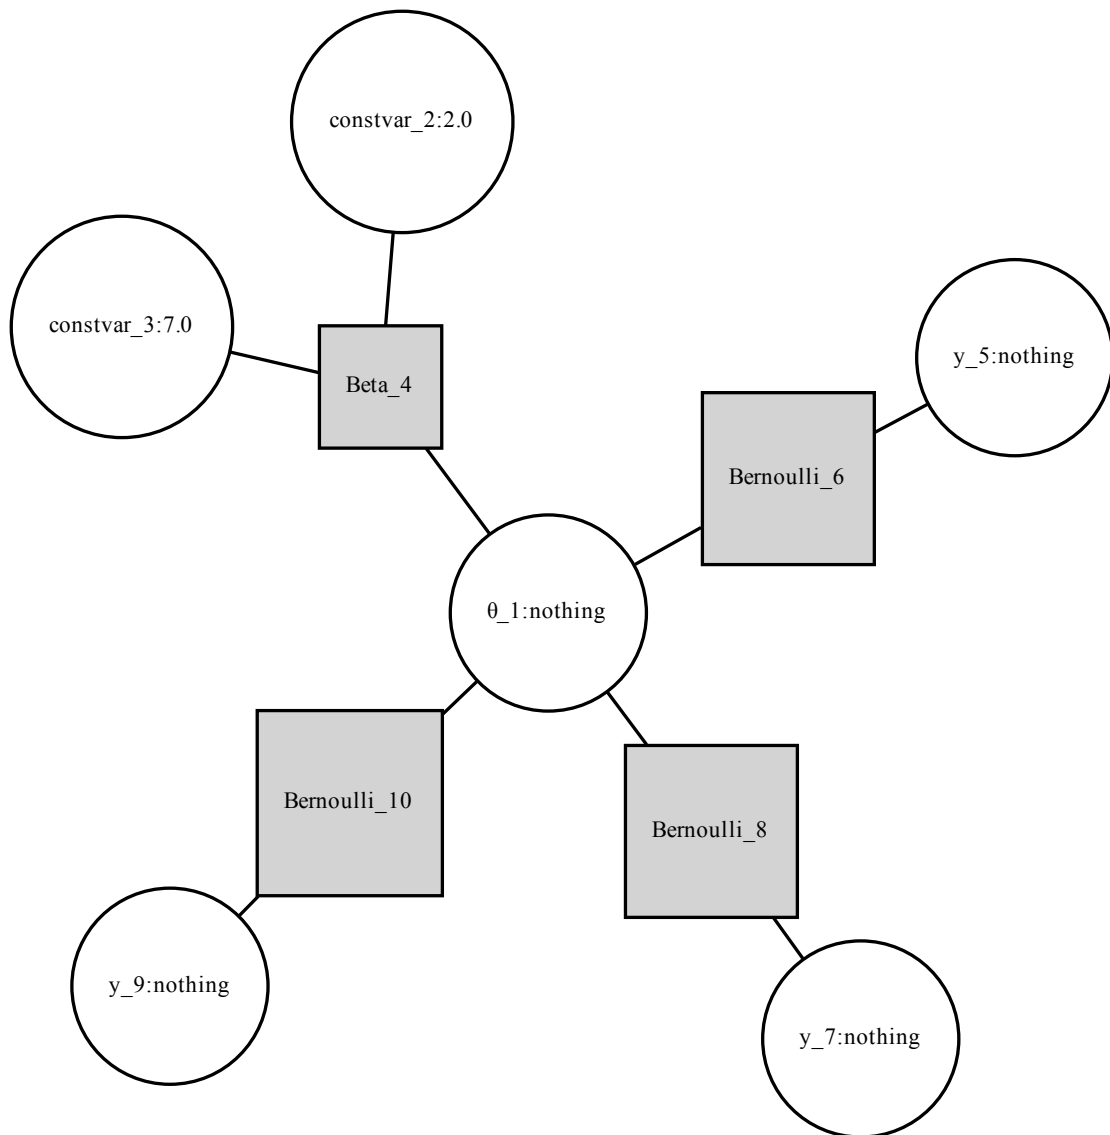 constvar_2:2.0
constvar_3:7.0
y_5:nothing
Beta_4
Bernoulli_6
θ_1:nothing
Bernoulli_10
Bernoulli_8
y_9:nothing
y_7:nothing